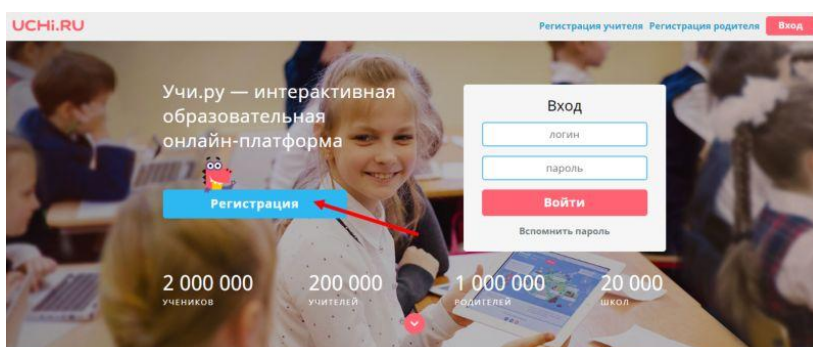 UCHi.RU
Регистрация учителя Регистрация родителя Вход
Учи.ру — интерактивная
образовательная
онлайн-платформа
Регистрация
Вход
логин
пароль
Войти
Вспомнить пароль
2 000 000
учеников
200 000
учителей
1 000 000
родителей
20 000
школ